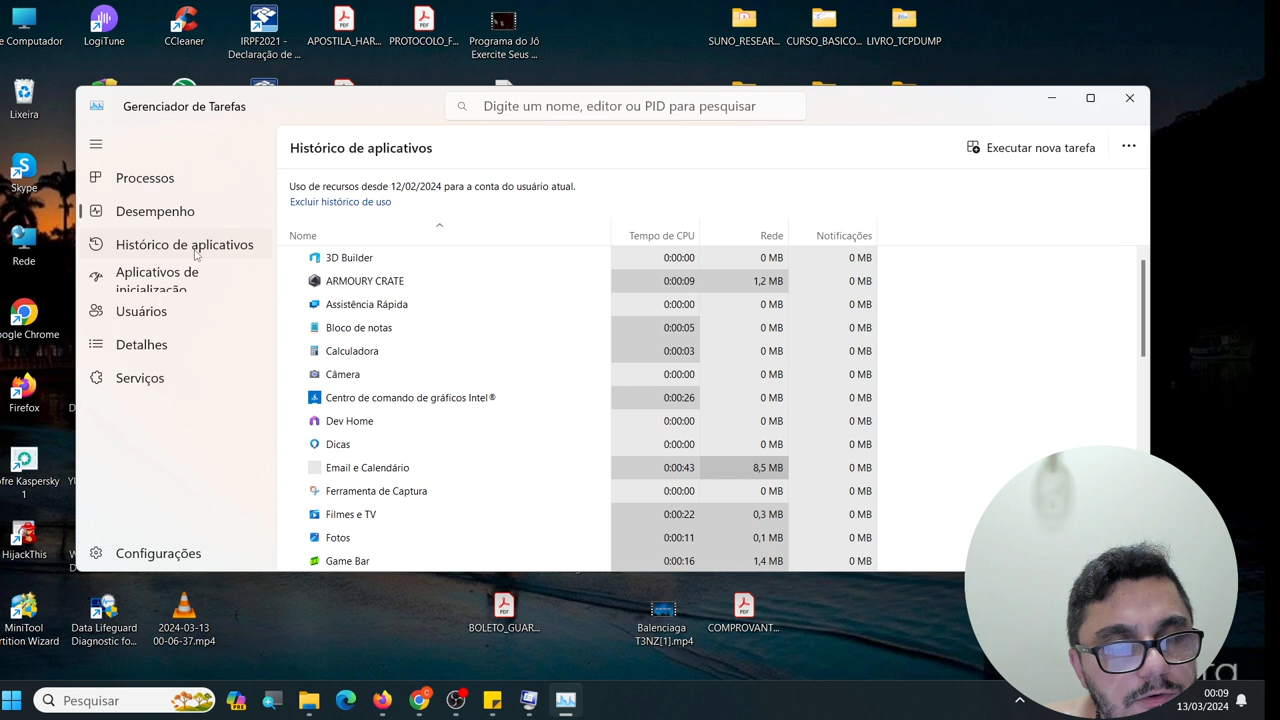 e Computador
LogiTune
CCleaner
IRPF2021 -
Declaração de ...
APOSTILA_HAR...
PROTOCOLO_F...
Programa do Jô
Exercite Seus ...
SUNO_RESEAR...
CURSO_BASICO...
LIVRO_TCPDUMP
Lixeira
Skype
Rede
oogle Chrome
Firefox
ofre Kaspersky
1
HijackThis
Gerenciador de Tarefas
Digite um nome, editor ou PID para pesquisar
Processos
Desempenho
Histórico de aplicativos
Aplicativos de
inicialização
Usuários
Detalhes
Serviços
Configurações
Histórico de aplicativos
Executar nova tarefa
Uso de recursos desde 12/02/2024 para a conta do usuário atual.
Excluir histórico de uso
Nome Tempo de CPU Rede Notificações
3D Builder 0:00:00 0 MB 0 MB
ARMOURY CRATE 0:00:09 1,2 MB 0 MB
Assistência Rápida 0:00:00 0 MB 0 MB
Bloco de notas 0:00:05 0 MB 0 MB
Calculadora 0:00:03 0 MB 0 MB
Câmera 0:00:00 0 MB 0 MB
Centro de comando de gráficos Intel® 0:00:26 0 MB 0 MB
Dev Home 0:00:00 0 MB 0 MB
Dicas 0:00:00 0 MB 0 MB
Email e Calendário 0:00:43 8,5 MB 0 MB
Ferramenta de Captura 0:00:00 0 MB 0 MB
Filmes e TV 0:00:22 0,3 MB 0 MB
Fotos 0:00:11 0,1 MB 0 MB
Game Bar 0:00:16 1,4 MB 0 MB
MiniTool
rtition Wizard
Data Lifeguard
Diagnostic fo...
2024-03-13
00-06-37.mp4
BOLETO_GUAR...
Balenciaga
T3NZ[1].mp4
COMPROVANT...
Pesquisar
00:09
13/03/2024